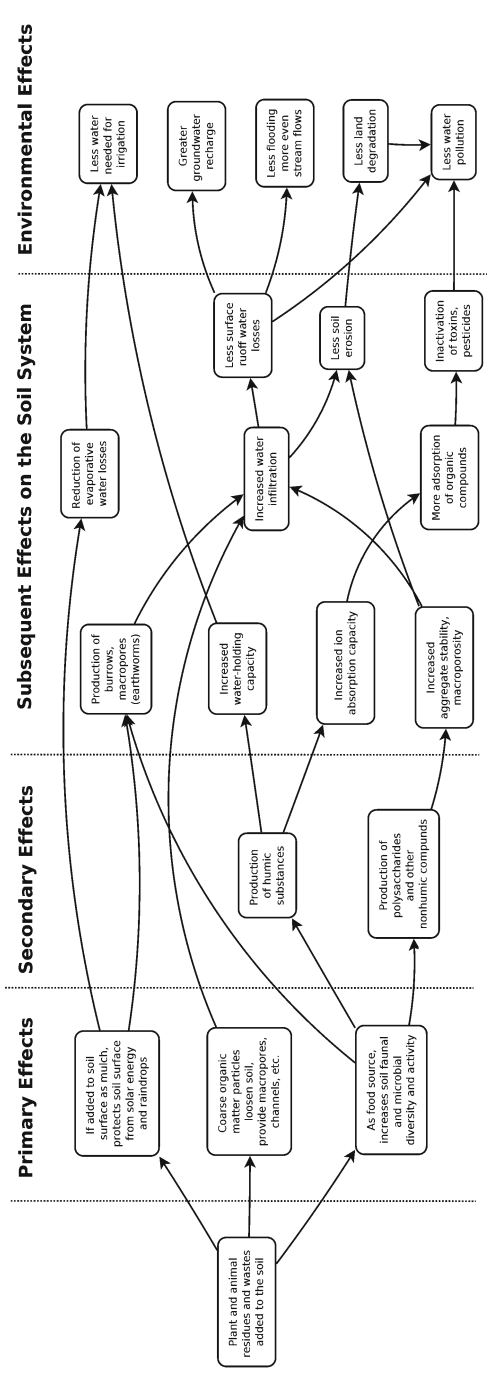 Primary Effects
Secondary Effects
Subsequent Effects on the Soil System
Environmental Effects
Plant and animal
residues and wastes
added to the soil
If added to soil
surface as mulch,
protects soil surface
from solar energy
and raindrops
Coarse organic
matter particles
loosen soil,
provide macropores,
channels, etc.
As food source,
increases soil faunal
and microbial
diversity and activity
Production
of humic
substances
Production of
polysaccharides
and other
nonhumic compunds
Production of
burrows,
macropores
(earthworms)
Increased
water-holding
capacity
Increased ion
absorption capacity
Increased
aggregate stability,
macroporosity
Reduction of
evaporative
water losses
Increased water
infiltration
More adsorption
of organic
compounds
Less surface
ruoff water
losses
Less soil
erosion
Inactivation
of toxins,
pesticides
Less water
needed for
irrigation
Greater
groundwater
recharge
Less flooding
more even
stream flows
Less land
degradation
Less water
pollution